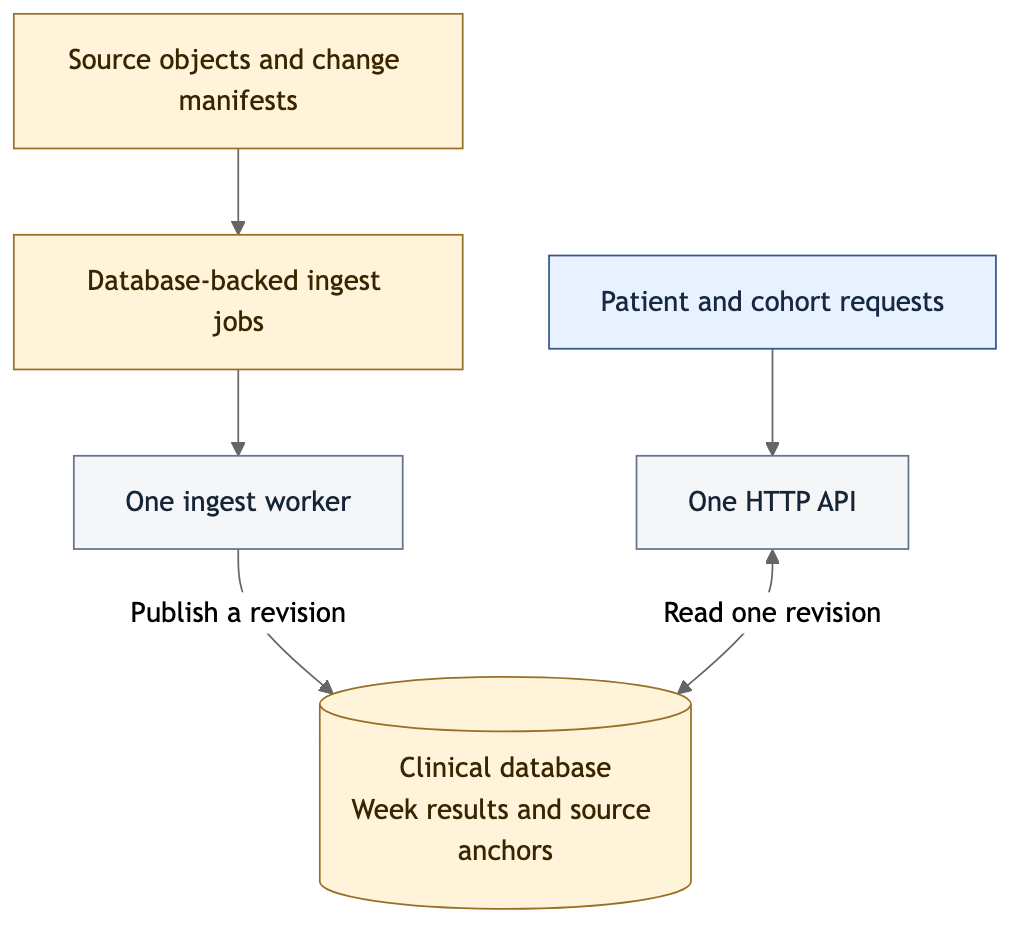 Source objects and change
manifests
Database-backed ingest
jobs
Patient and cohort requests
One ingest worker
One HTTP API
Publish a revision
Read one revision
Clinical database
Week results and source
anchors